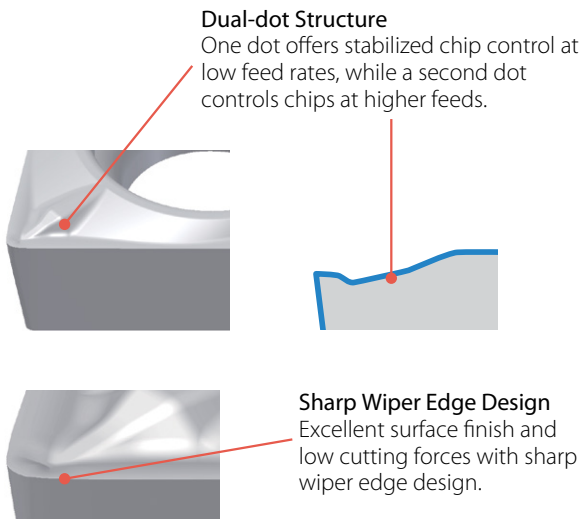 Dual-dot Structure
One dot offers stabilized chip control at
low feed rates, while a second dot
controls chips at higher feeds.
Sharp Wiper Edge Design
Excellent surface finish and
low cutting forces with sharp
wiper edge design.